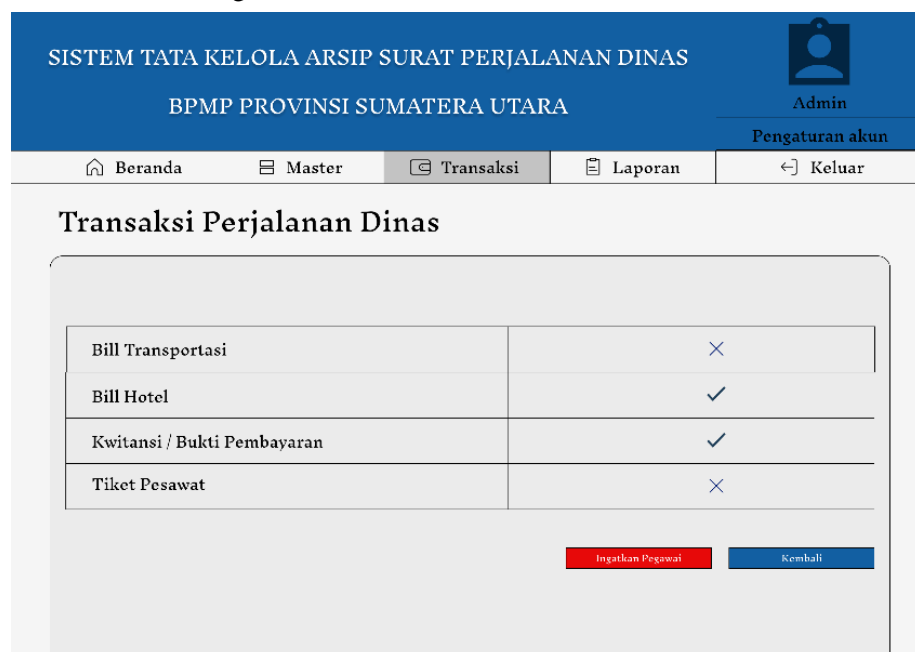 SISTEM TATA KELOLA ARSIP SURAT PERJALANAN DINAS
BPMP PROVINSI SUMATERA UTARA
Admin
Pengaturan akun
Beranda
Master
Transaksi
Laporan
Keluar
Transaksi Perjalanan Dinas
Bill Transportasi
Bill Hotel
Kwitansi / Bukti Pembayaran
Tiket Pesawat
Ingatkan Pegawai
Kembali